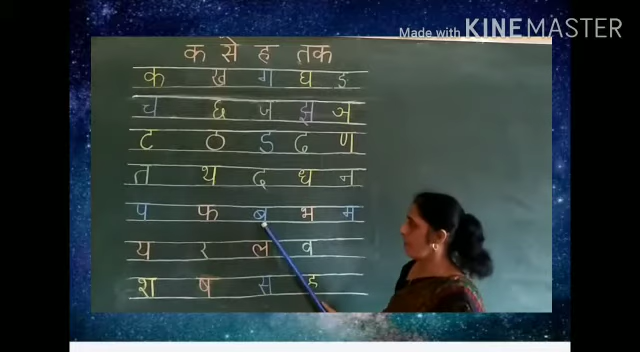 Made with KINEMASTER
क से ह तक
क ख ग घ ङ
च छ ज झ ञ
ट ठ ड ढ ण
त थ द ध न
प फ ब भ म
य र ल व
श ष स ह